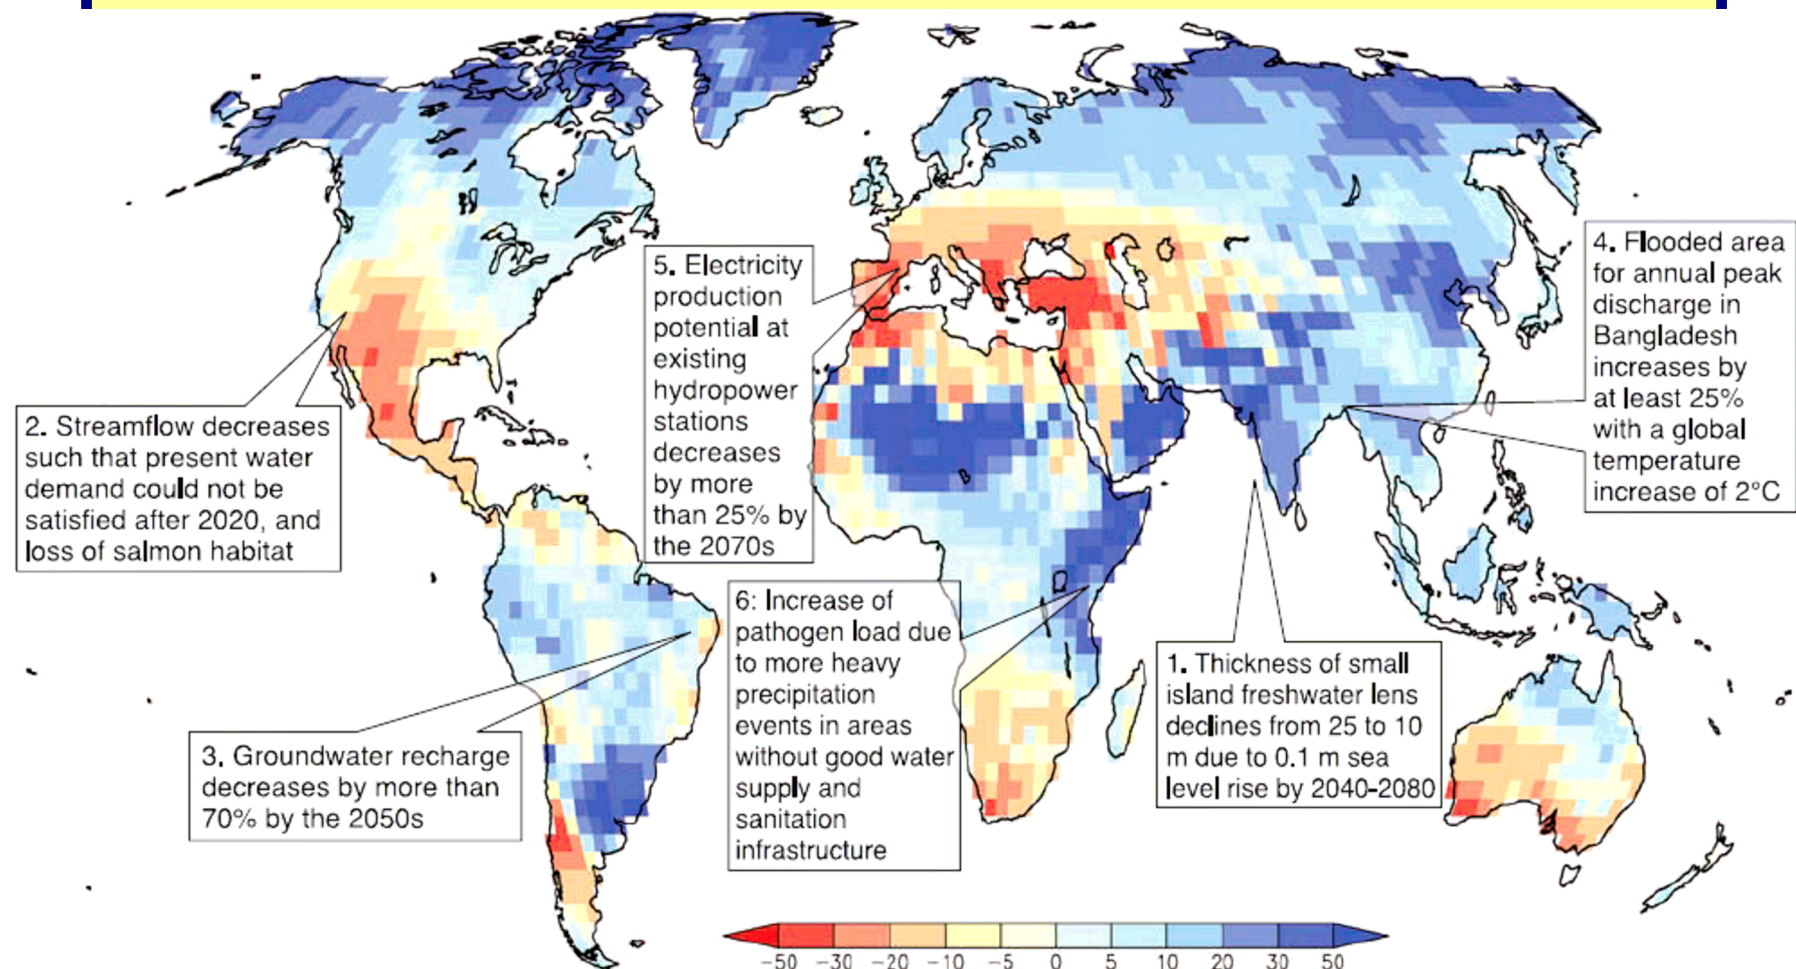 5. Electricity
production
potential at
existing
hydropower
stations
decreases
by more
than 25% by
the 2070s
4. Flooded area
for annual peak
discharge in
Bangladesh
increases by
at least 25%
with a global
temperature
increase of 2°C
2. Streamflow decreases
such that present water
demand could not be
satisfied after 2020, and
loss of salmon habitat
6: Increase of
pathogen load due
to more heavy
precipitation
events in areas
without good water
supply and
sanitation
infrastructure
1. Thickness of small
island freshwater lens
declines from 25 to 10
m due to 0.1 m sea
level rise by 2040-2080
3. Groundwater recharge
decreases by more than
70% by the 2050s
−50 −30 −20 −10 −5 0 5 10 20 30 50